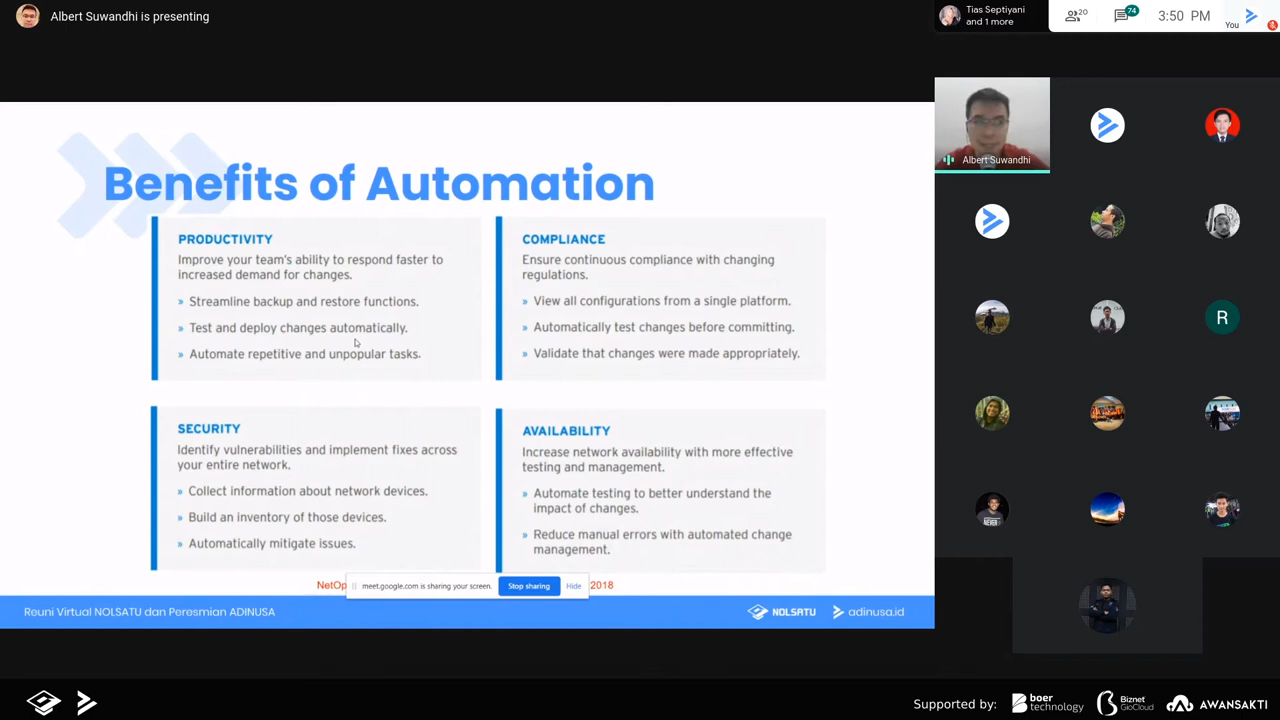 Albert Suwandhi is presenting
Tias Septiyani
and 1 more
20
74
3:50 PM
You
Albert Suwandhi
R
Benefits of Automation
PRODUCTIVITY
Improve your team's ability to respond faster to
increased demand for changes.
» Streamline backup and restore functions.
» Test and deploy changes automatically.
» Automate repetitive and unpopular tasks.
COMPLIANCE
Ensure continuous compliance with changing
regulations.
» View all configurations from a single platform.
» Automatically test changes before committing.
» Validate that changes were made appropriately.
SECURITY
Identify vulnerabilities and implement fixes across
your entire network.
» Collect information about network devices.
» Build an inventory of those devices.
» Automatically mitigate issues.
AVAILABILITY
Increase network availability with more effective
testing and management.
» Automate testing to better understand the
impact of changes.
» Reduce manual errors with automated change
management.
NetOp 2018
meet.google.com is sharing your screen. Stop sharing Hide
Reuni Virtual NOLSATU dan Peresmian ADINUSA
NOLSATU
adinusa.id
Supported by:
boer
technology
Biznet
GioCloud
AWANSAKTI